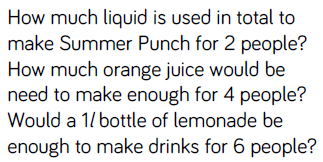 How much liquid is used in total to
make Summer Punch for 2 people?
How much orange juice would be
need to make enough for 4 people?
Would a 1l bottle of lemonade be
enough to make drinks for 6 people?